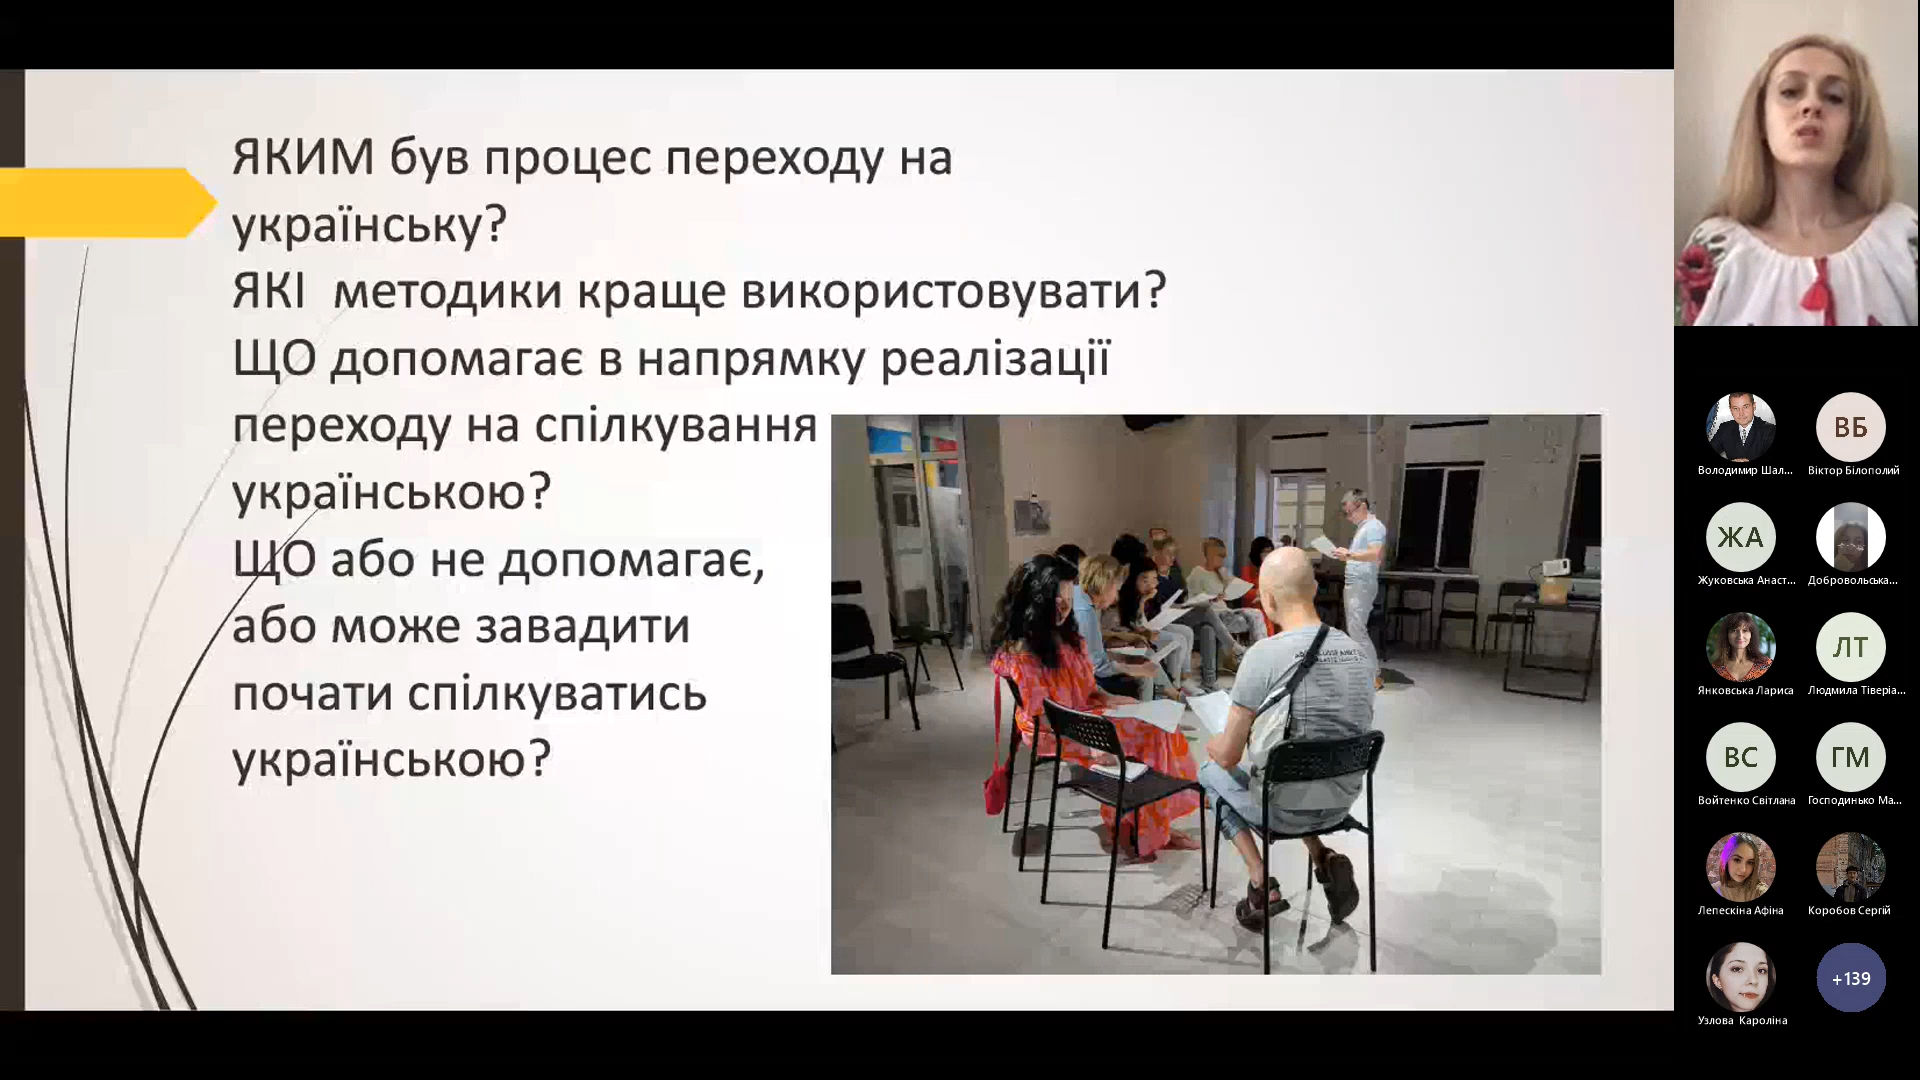 ЯКИМ був процес переходу на
українську?
ЯКІ методики краще використовувати?
ЩО допомагає в напрямку реалізації
переходу на спілкування
українською?
ЩО або не допомагає,
або може завадити
почати спілкуватись
українською?
Володимир Шал...
ВБ
Віктор Білополий
ЖА
Жуковська Анаст...
Добровольська...
Янковська Лариса
ЛТ
Людмила Тіверіа...
ВС
Войтенко Світлана
ГМ
Господинько Ма...
Лепескіна Афіна
Коробов Сергій
Узлова Кароліна
+139